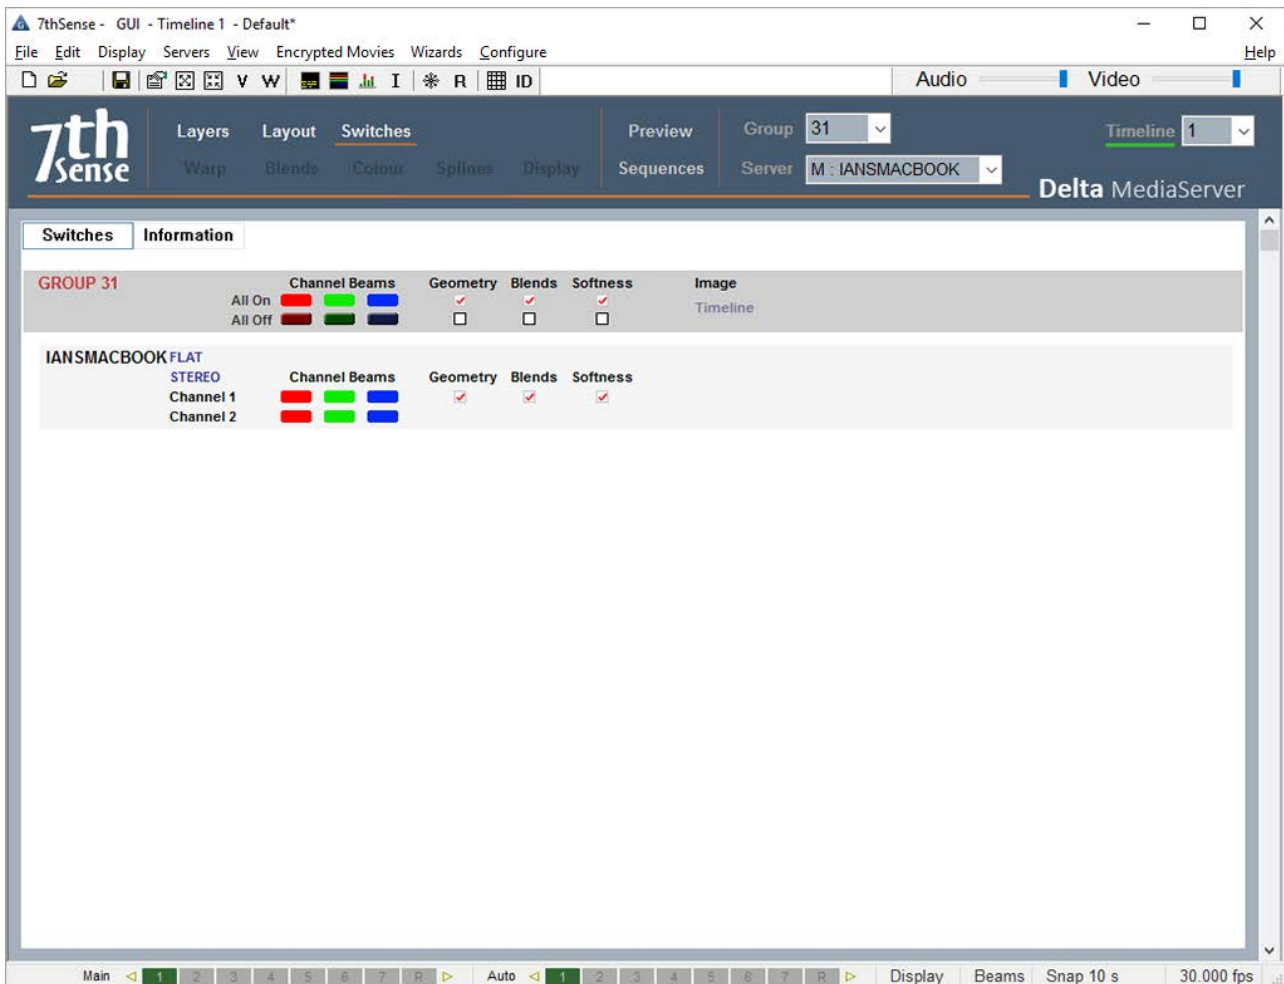 7thSense - GUI - Timeline 1 - Default*
File Edit Display Servers View Encrypted Movies Wizards Configure Help
V W I R ID Audio Video
7th Sense
Layers Layout Switches Preview Group 31 Timeline 1
Warp Blends Colour Splines Display Sequences Server M : IANSMACBOOK
Delta MediaServer
Switches Information
GROUP 31 Channel Beams Geometry Blends Softness Image
All On Timeline
All Off
IANSMACBOOK FLAT
STEREO Channel Beams Geometry Blends Softness
Channel 1
Channel 2
Main 1 2 3 4 5 6 7 R Auto 1 2 3 4 5 6 7 R Display Beams Snap 10 s 30.000 fps